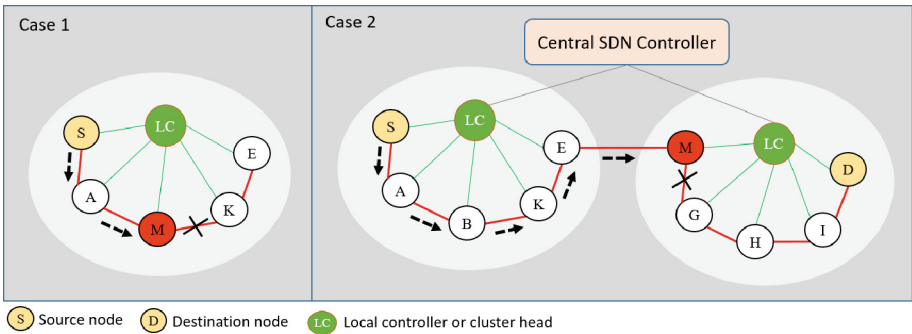 Case 1
Case 2
Central SDN Controller
S
LC
E
A
K
M
S
LC
E
M
LC
D
A
B
K
G
H
I
S Source node
D Destination node
LC Local controller or cluster head